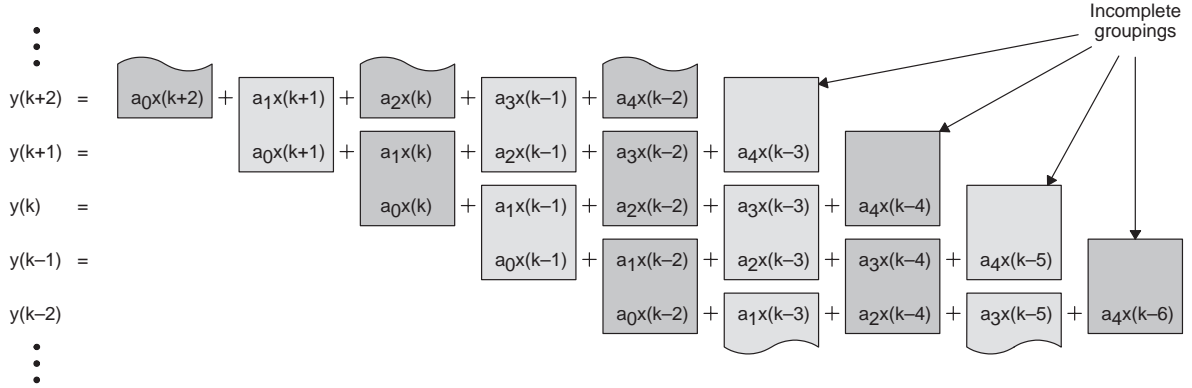 Incomplete
groupings
y(k+2) = a0x(k+2) + a1x(k+1) + a2x(k) + a3x(k–1) + a4x(k–2)
y(k+1) = a0x(k+1) + a1x(k) + a2x(k–1) + a3x(k–2) + a4x(k–3)
y(k) = a0x(k) + a1x(k–1) + a2x(k–2) + a3x(k–3) + a4x(k–4)
y(k–1) = a0x(k–1) + a1x(k–2) + a2x(k–3) + a3x(k–4) + a4x(k–5)
y(k–2) a0x(k–2) + a1x(k–3) + a2x(k–4) + a3x(k–5) + a4x(k–6)